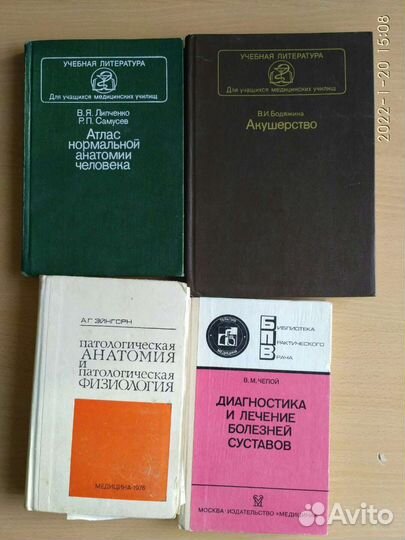 УЧЕБНАЯ ЛИТЕРАТУРА
Для учащихся медицинских училищ
В.Я. Липченко
Р.П. Самусев
Атлас
нормальной
анатомии
человека
УЧЕБНАЯ ЛИТЕРАТУРА
Для учащихся медицинских училищ
В.И. Бодяжина
Акушерство
2022-1-20 15:08
А.Г. ЭЙНГОРН
ПАТОЛОГИЧЕСКАЯ
АНАТОМИЯ
И
ПАТОЛОГИЧЕСКАЯ
ФИЗИОЛОГИЯ
МЕДИЦИНА·1978
БИБЛИОТЕКА
ПРАКТИЧЕСКОГО
ВРАЧА
В.М. ЧЕПОЙ
ДИАГНОСТИКА
И ЛЕЧЕНИЕ
БОЛЕЗНЕЙ
СУСТАВОВ
МОСКВА·ИЗДАТЕЛЬСТВО «МЕДИЦИНА»
Avito